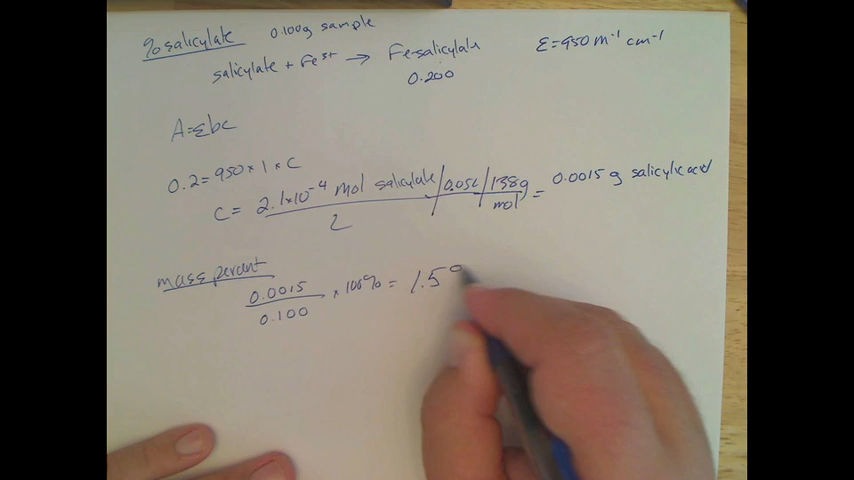 % salicylate 0.100g sample
salicylate + Fe³⁺ → Fe-salicylate ε=950 M⁻¹ cm⁻¹
0.200
A=εbc
0.2=950×1×C
C= 2.1×10⁻⁴ mol salicylate/0.05L/138g = 0.0015 g salicylic acid
L mol
mass percent
0.0015 × 100% = 1.5%
0.100